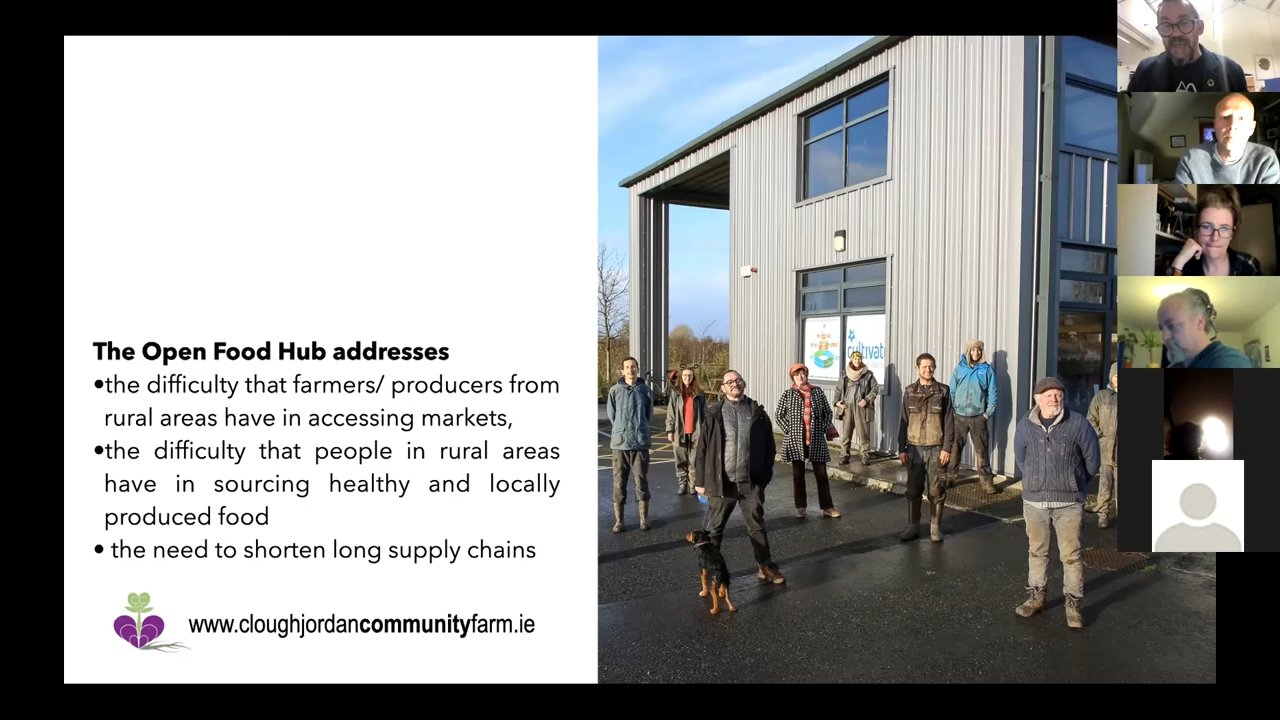 The Open Food Hub addresses
•the difficulty that farmers/ producers from
rural areas have in accessing markets,
•the difficulty that people in rural areas
have in sourcing healthy and locally
produced food
• the need to shorten long supply chains
www.cloughjordancommunityfarm.ie
cultivate